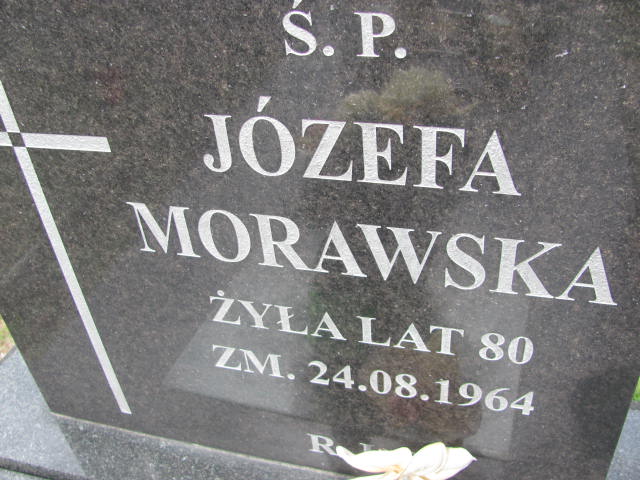 Ś. P.
JÓZEFA
MORAWSKA
ŻYŁA LAT 80
ZM. 24.08.1964
R.